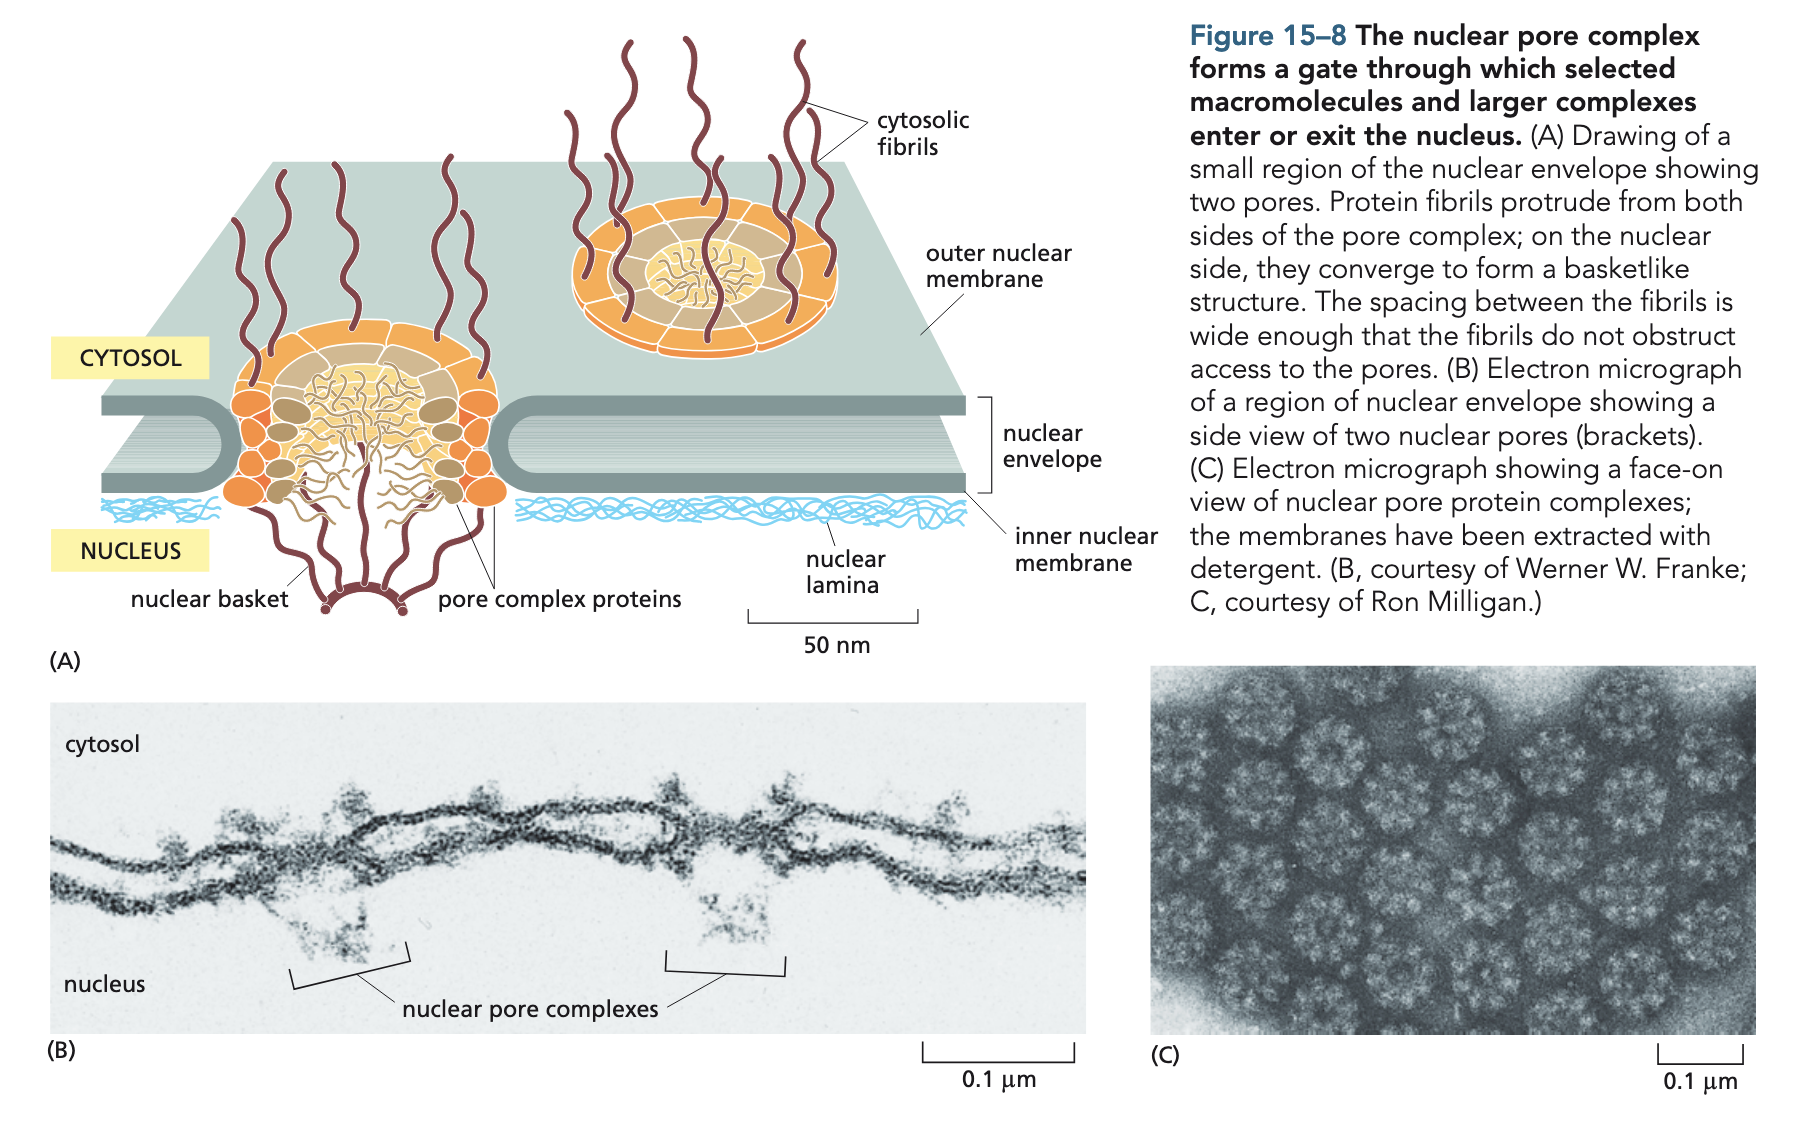 Figure 15–8 The nuclear pore complex
forms a gate through which selected
macromolecules and larger complexes
enter or exit the nucleus. (A) Drawing of a
small region of the nuclear envelope showing
two pores. Protein fibrils protrude from both
sides of the pore complex; on the nuclear
side, they converge to form a basketlike
structure. The spacing between the fibrils is
wide enough that the fibrils do not obstruct
access to the pores. (B) Electron micrograph
of a region of nuclear envelope showing a
side view of two nuclear pores (brackets).
(C) Electron micrograph showing a face-on
view of nuclear pore protein complexes;
the membranes have been extracted with
detergent. (B, courtesy of Werner W. Franke;
C, courtesy of Ron Milligan.)
cytosolic
fibrils
outer nuclear
membrane
CYTOSOL
nuclear
envelope
NUCLEUS
inner nuclear
membrane
nuclear
lamina
nuclear basket
pore complex proteins
50 nm
(A)
cytosol
nucleus
nuclear pore complexes
(B)
0.1 µm
(C)
0.1 µm